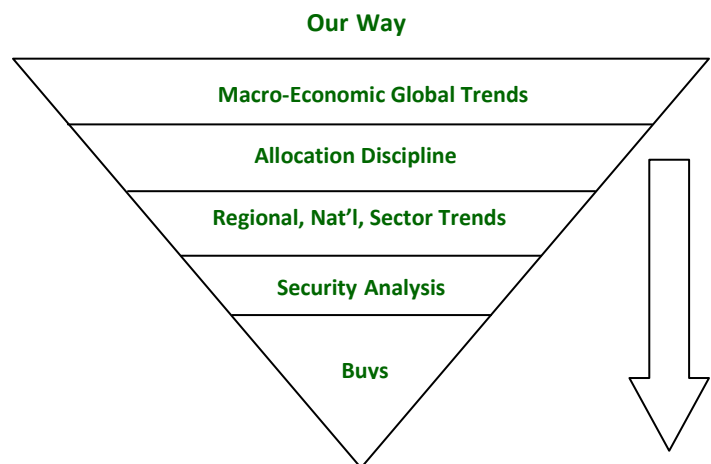 Our Way
Macro-Economic Global Trends
Allocation Discipline
Regional, Nat’l, Sector Trends
Security Analysis
Buys